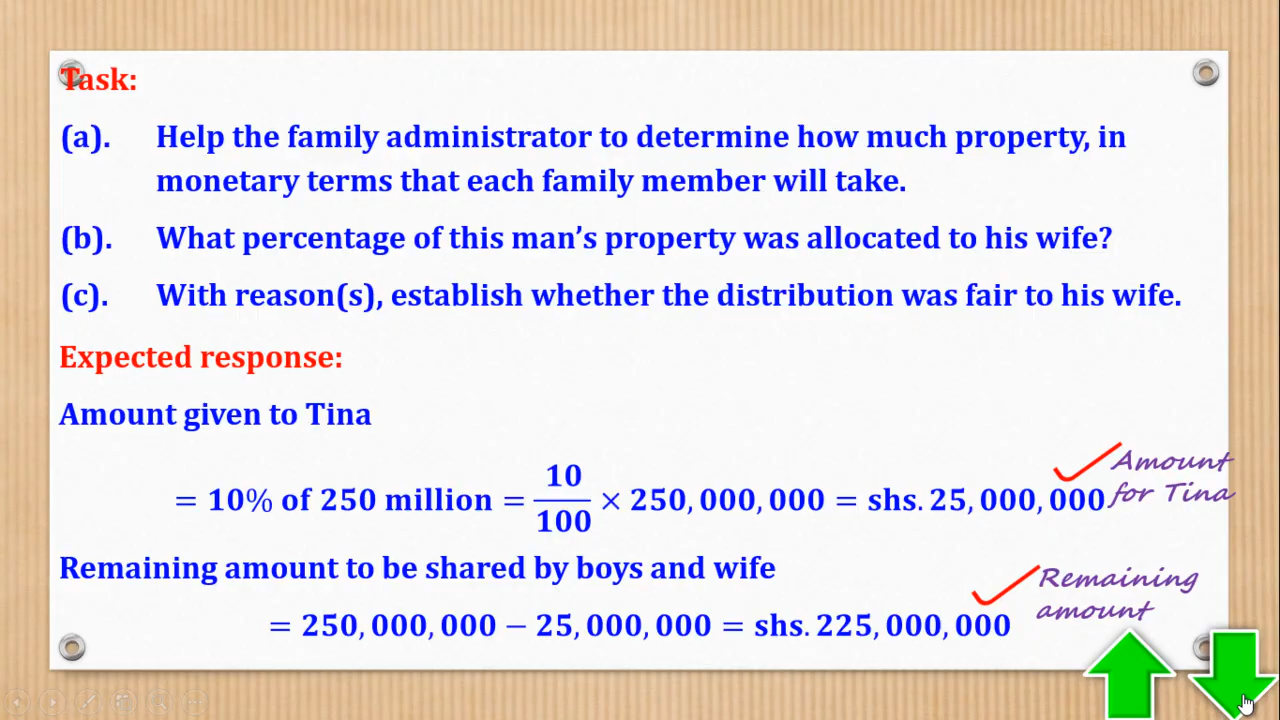 Task:
(a). Help the family administrator to determine how much property, in
monetary terms that each family member will take.
(b). What percentage of this man’s property was allocated to his wife?
(c). With reason(s), establish whether the distribution was fair to his wife.
Expected response:
Amount given to Tina
= 10% of 250 million = 10/100 × 250,000,000 = shs. 25,000,000
Amount
for Tina
Remaining amount to be shared by boys and wife
= 250,000,000 − 25,000,000 = shs. 225,000,000
Remaining
amount